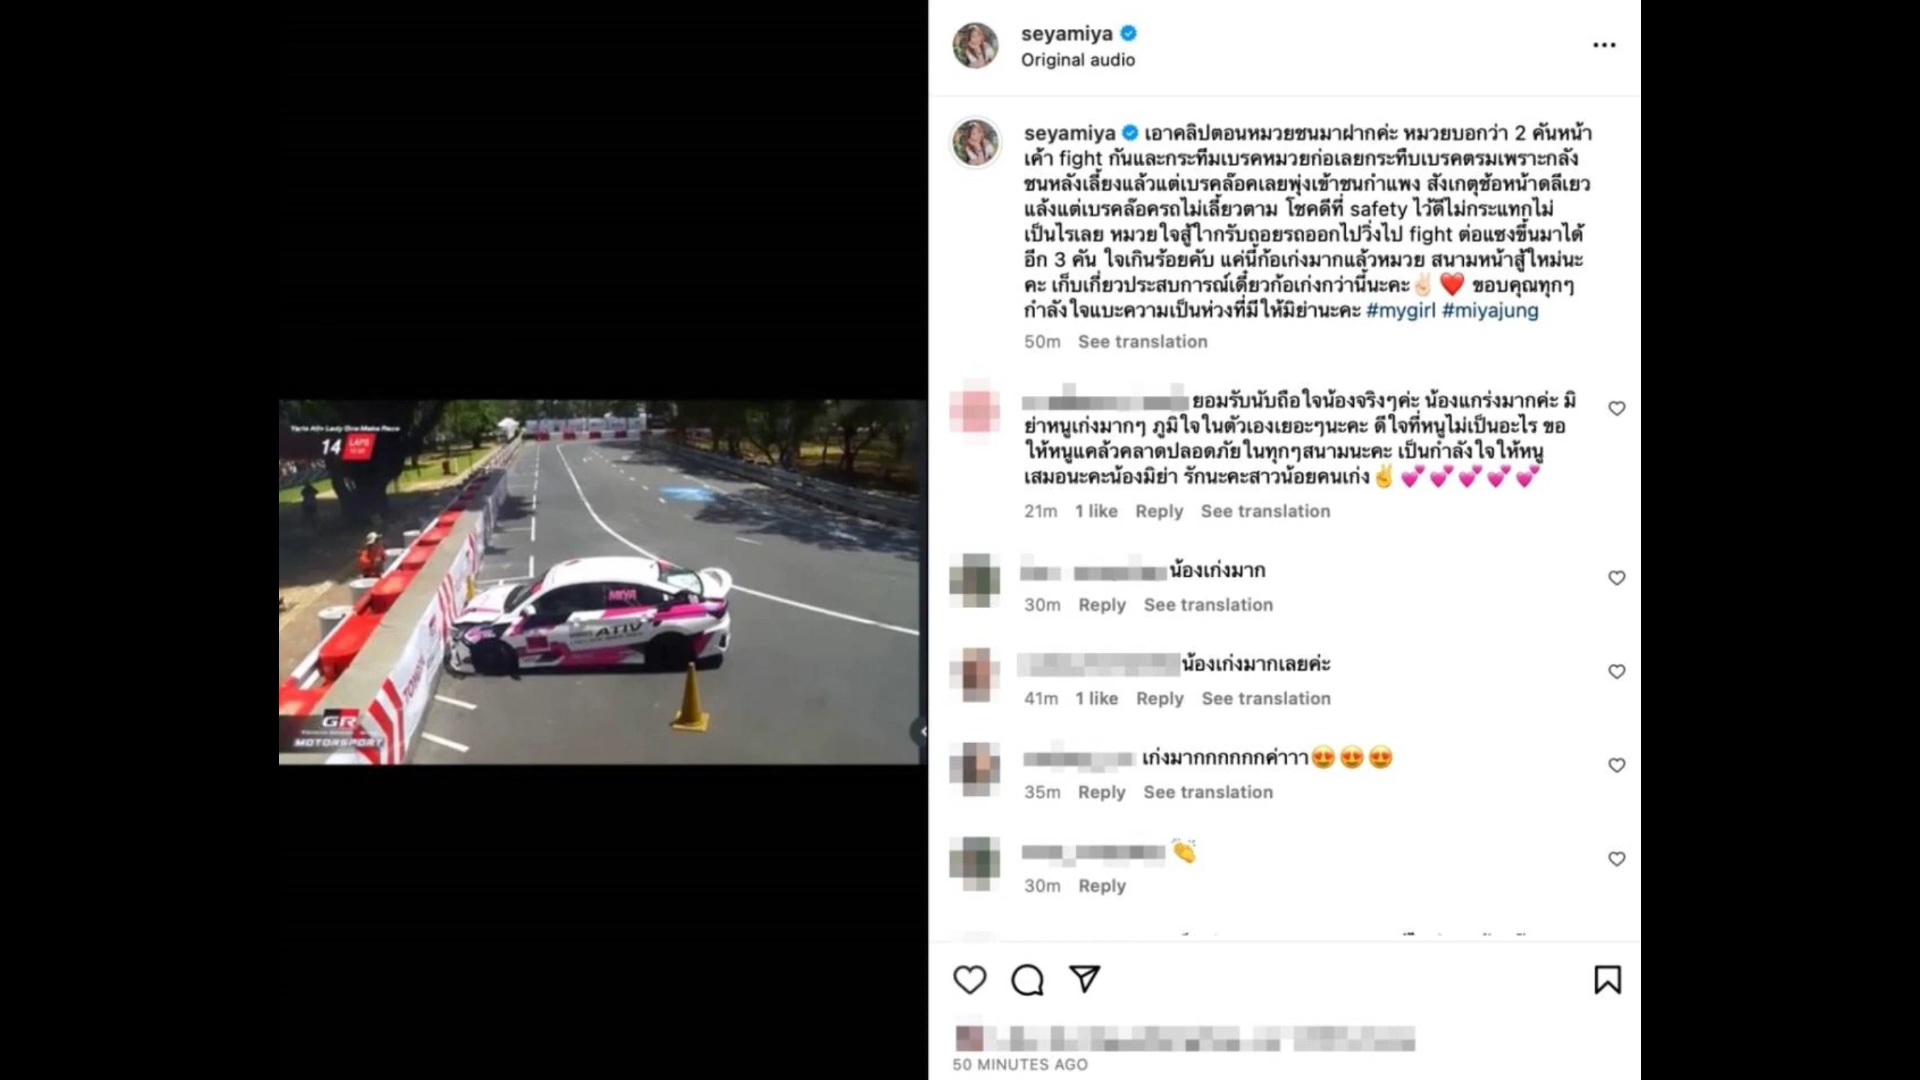 seyamiya
Original audio
seyamiya เอาคลิปตอนหมวยชนมาฝากค่ะ หมวยบอกว่า 2 คันหน้า
เค้า fight กันและกระทืมเบรคหมวยก่อเลยกระทืบเบรคตรมเพราะกลัง
ชนหลังเลี้ยงแล้วแต่เบรคล๊อคเลยพุ่งเข้าชนกำแพง สังเกตุช้อหน้าดลีเยว
แล้งแต่เบรคล๊อครถไม่เลี้ยวตาม โชคดีที่ safety ไว้ดีไม่กระแทกไม่
เป็นไรเลย หมวยใจสู้ใากรับถอยรถออกไปวิ่งไป fight ต่อแซงขึ้นมาได้
อีก 3 คัน ใจเกินร้อยคับ แค่นี้ก้อเก่งมากแล้วหมวย สนามหน้าสู้ใหม่นะ
คะ เก็บเกี่ยวประสบการณ์เดี๋ยวก้อเก่งกว่านี้นะคะ✌🏻❤️ ขอบคุณทุกๆ
กำลังใจแบะความเป็นห่วงที่มีให้มิย่านะคะ #mygirl #miyajung
50m See translation
ยอมรับนับถือใจน้องจริงๆค่ะ น้องแกร่งมากค่ะ มิ
ย่าหนูเก่งมากๆ ภูมิใจในตัวเองเยอะๆนะคะ ดีใจที่หนูไม่เป็นอะไร ขอ
ให้หนูแคล้วคลาดปลอดภัยในทุกๆสนามนะคะ เป็นกำลังใจให้หนู
เสมอนะคะน้องมิย่า รักนะคะสาวน้อยคนเก่ง✌️💕💕💕💕💕
21m 1 like Reply See translation
น้องเก่งมาก
30m Reply See translation
น้องเก่งมากเลยค่ะ
41m 1 like Reply See translation
เก่งมากกกกกกค่าาา😍😍😍
35m Reply See translation
👏
30m Reply
50 MINUTES AGO
Yaris Ativ Lady One Make Race
14 LAPS
MIYA
ATIV
GR
MOTORSPORT